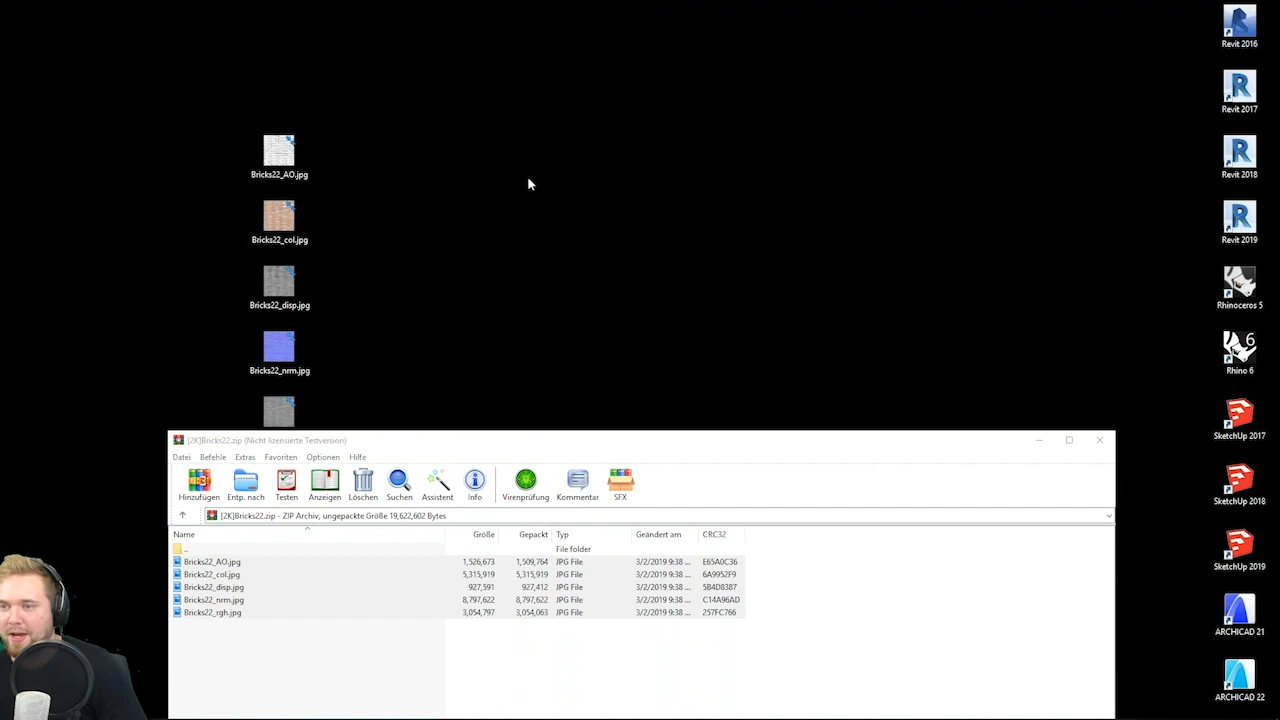 Revit 2016
Revit 2017
Bricks22_AO.jpg
Revit 2018
Bricks22_col.jpg
Revit 2019
Bricks22_disp.jpg
Rhinoceros 5
Bricks22_nrm.jpg
6
Rhino 6
SketchUp 2017
[2K]Bricks22.zip (Nicht lizensierte Testversion)
Datei Befehle Extras Favoriten Optionen Hilfe
Hinzufügen Entp. nach Testen Anzeigen Löschen Suchen Assistent Info Virenprüfung Kommentar SFX
SketchUp 2018
[2K]Bricks22.zip - ZIP Archiv, ungepackte Größe 19,622,602 Bytes
Name Größe Gepackt Typ Geändert am CRC32
.. File folder
Bricks22_AO.jpg 1,526,673 1,509,764 JPG File 3/2/2019 9:38 ... E65A0C36
SketchUp 2019
Bricks22_col.jpg 5,315,919 5,315,919 JPG File 3/2/2019 9:38 ... 6A9952F9
Bricks22_disp.jpg 927,591 927,412 JPG File 3/2/2019 9:38 ... 5B4D8387
Bricks22_nrm.jpg 8,797,622 8,797,622 JPG File 3/2/2019 9:38 ... C14A96AD
Bricks22_rgh.jpg 3,054,797 3,054,063 JPG File 3/2/2019 9:38 ... 257FC766
ARCHICAD 21
ARCHICAD 22